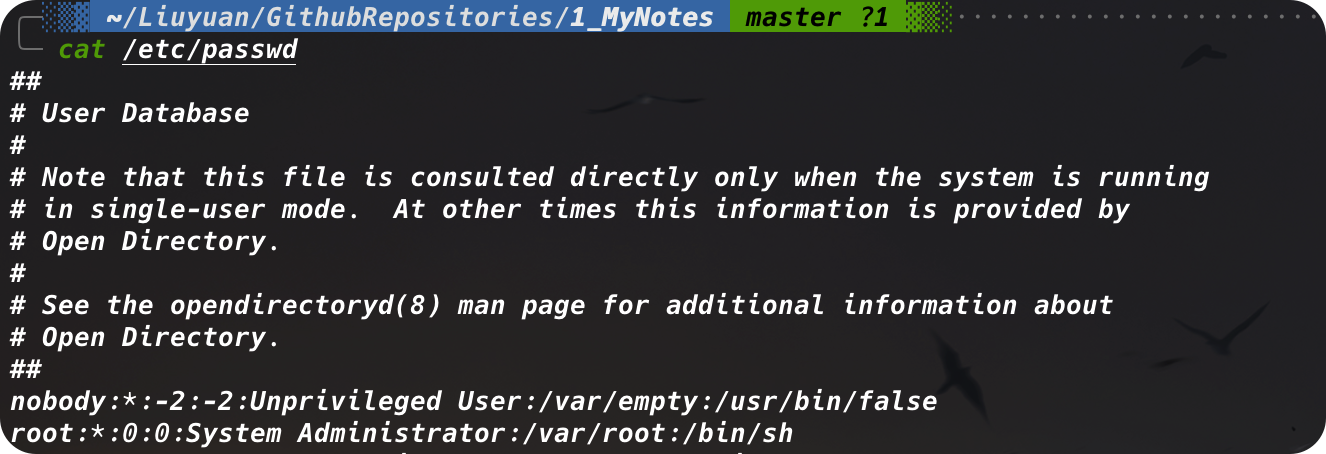 ~/Liuyuan/GithubRepositories/1_MyNotes master ?1
cat /etc/passwd
##
# User Database
#
# Note that this file is consulted directly only when the system is running
# in single-user mode.  At other times this information is provided by
# Open Directory.
#
# See the opendirectoryd(8) man page for additional information about
# Open Directory.
##
nobody:*:-2:-2:Unprivileged User:/var/empty:/usr/bin/false
root:*:0:0:System Administrator:/var/root:/bin/sh